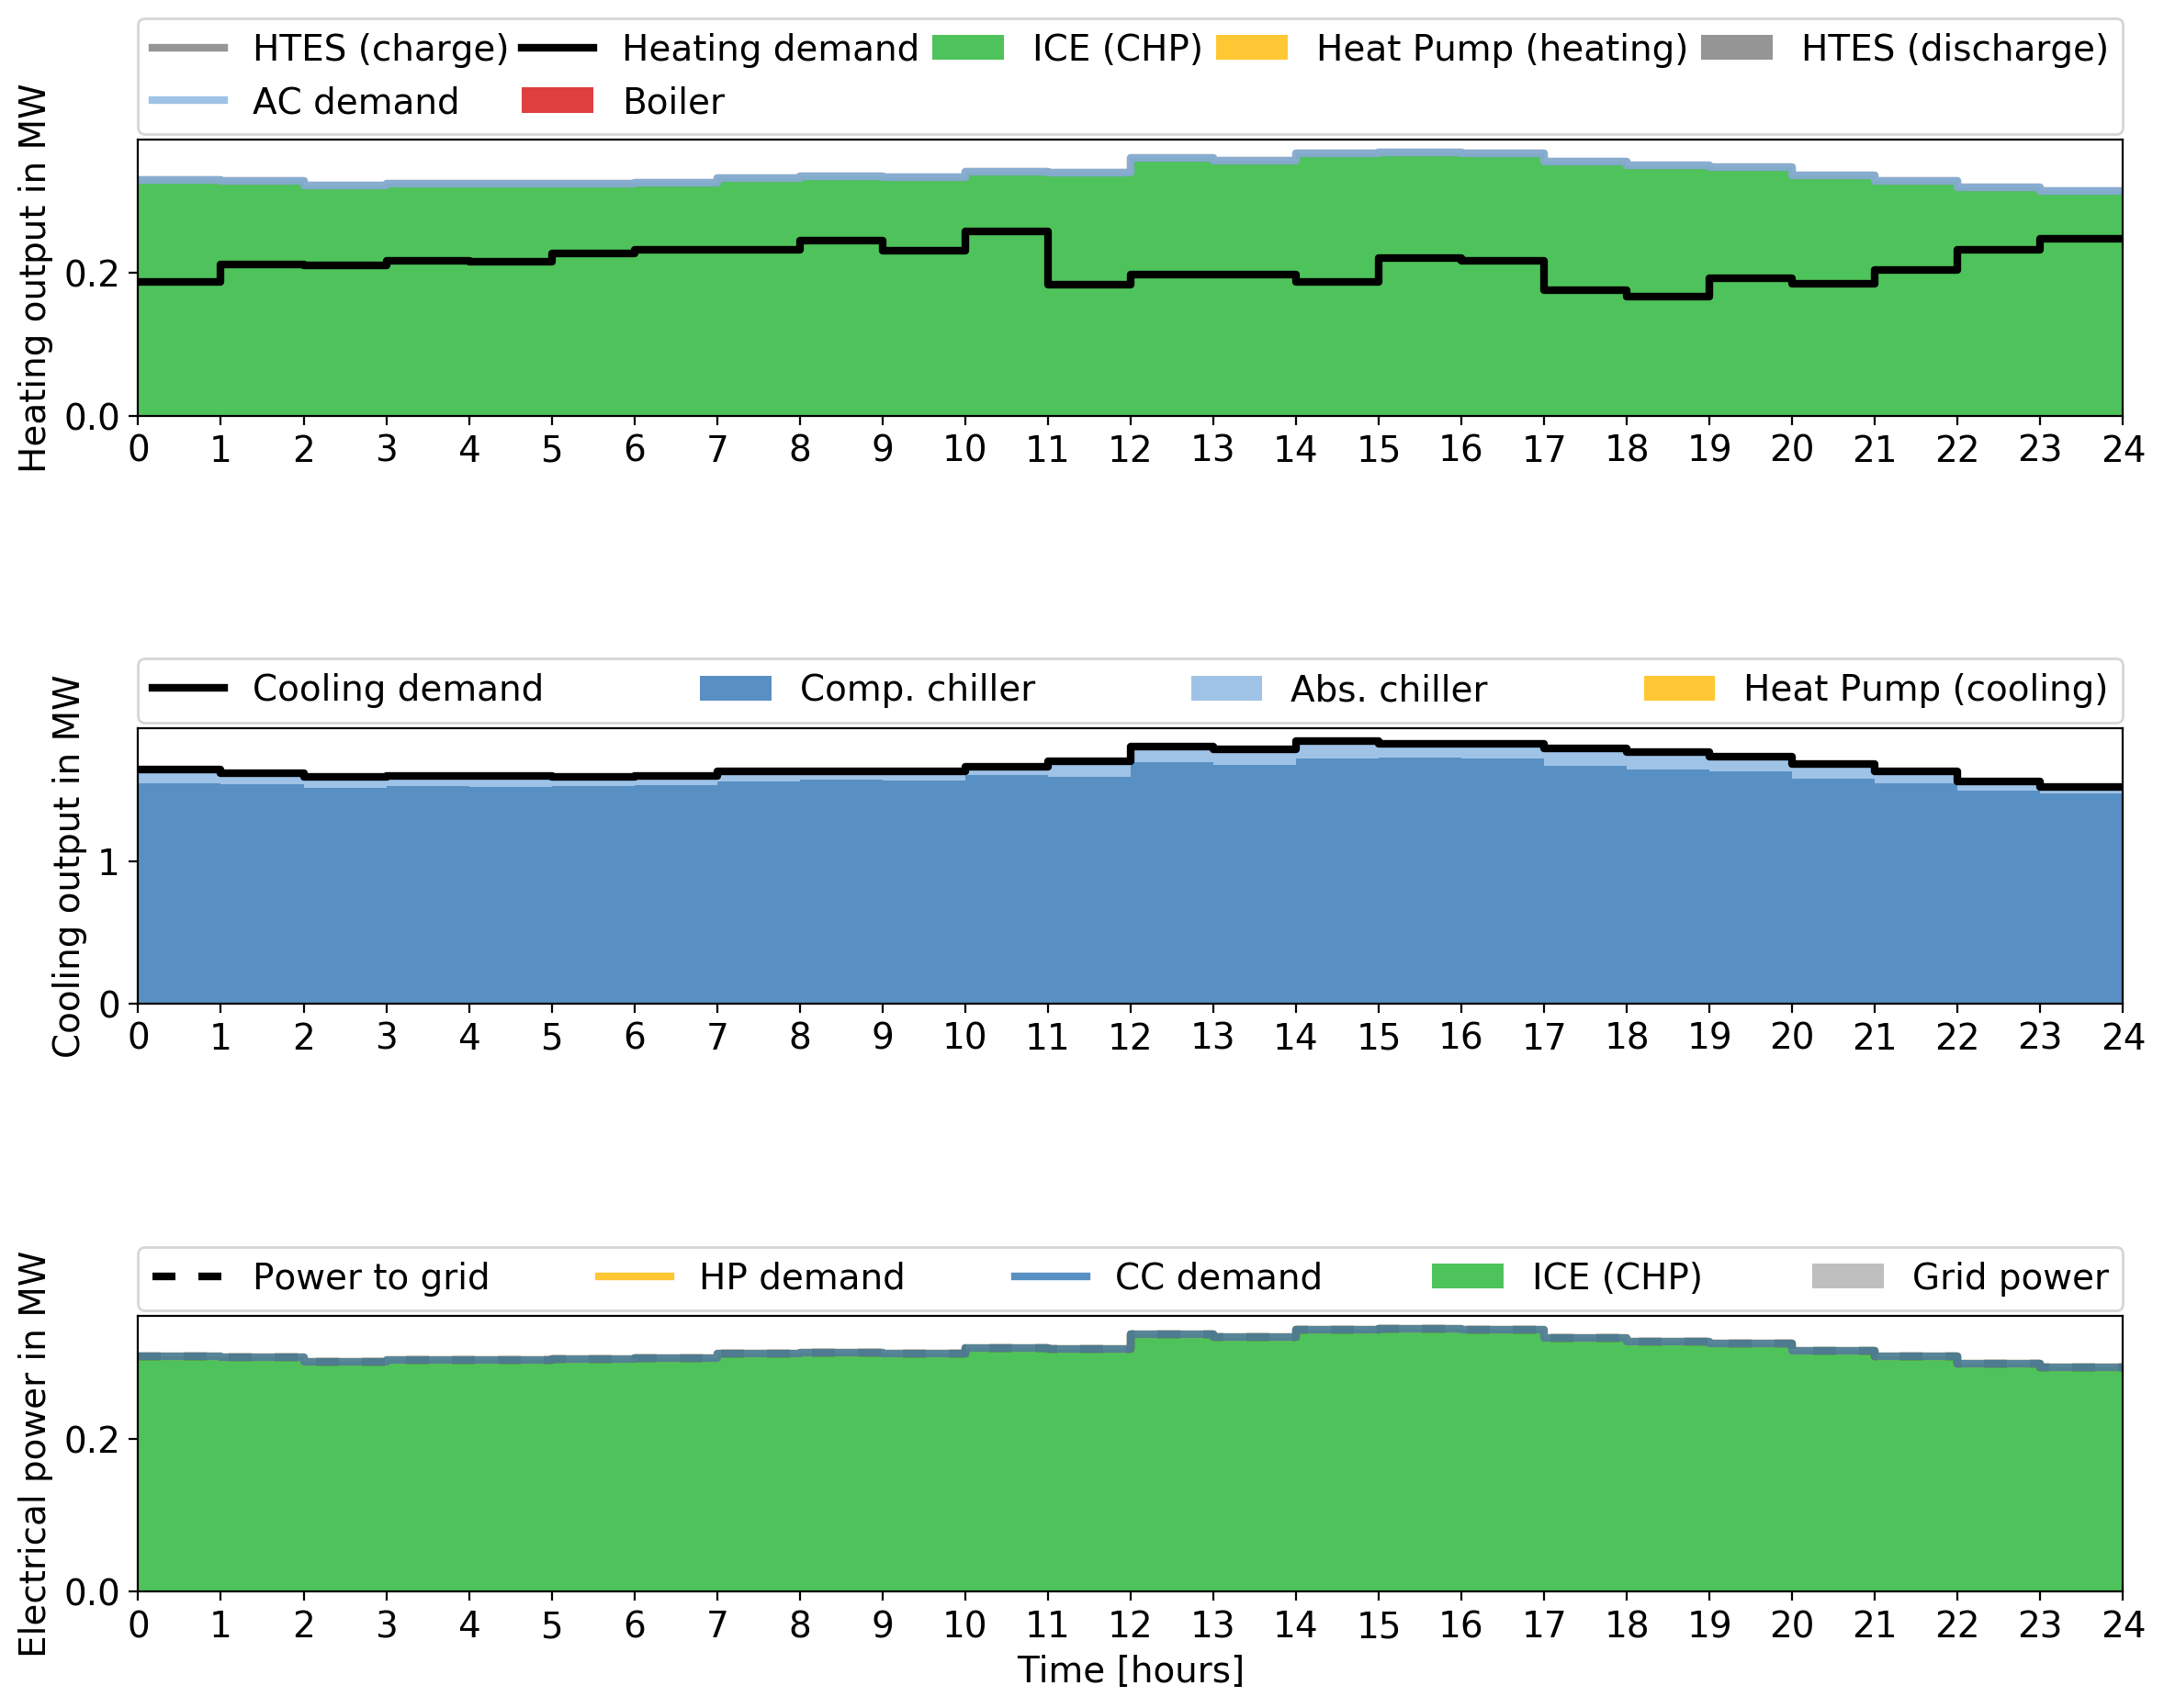 HTES (charge) Heating demand ICE (CHP) Heat Pump (heating) HTES (discharge)
AC demand Boiler
Heating output in MW
0.2
0.0
0 1 2 3 4 5 6 7 8 9 10 11 12 13 14 15 16 17 18 19 20 21 22 23 24
Cooling demand Comp. chiller Abs. chiller Heat Pump (cooling)
Cooling output in MW
1
0
0 1 2 3 4 5 6 7 8 9 10 11 12 13 14 15 16 17 18 19 20 21 22 23 24
Power to grid HP demand CC demand ICE (CHP) Grid power
Electrical power in MW
0.2
0.0
0 1 2 3 4 5 6 7 8 9 10 11 12 13 14 15 16 17 18 19 20 21 22 23 24
Time [hours]